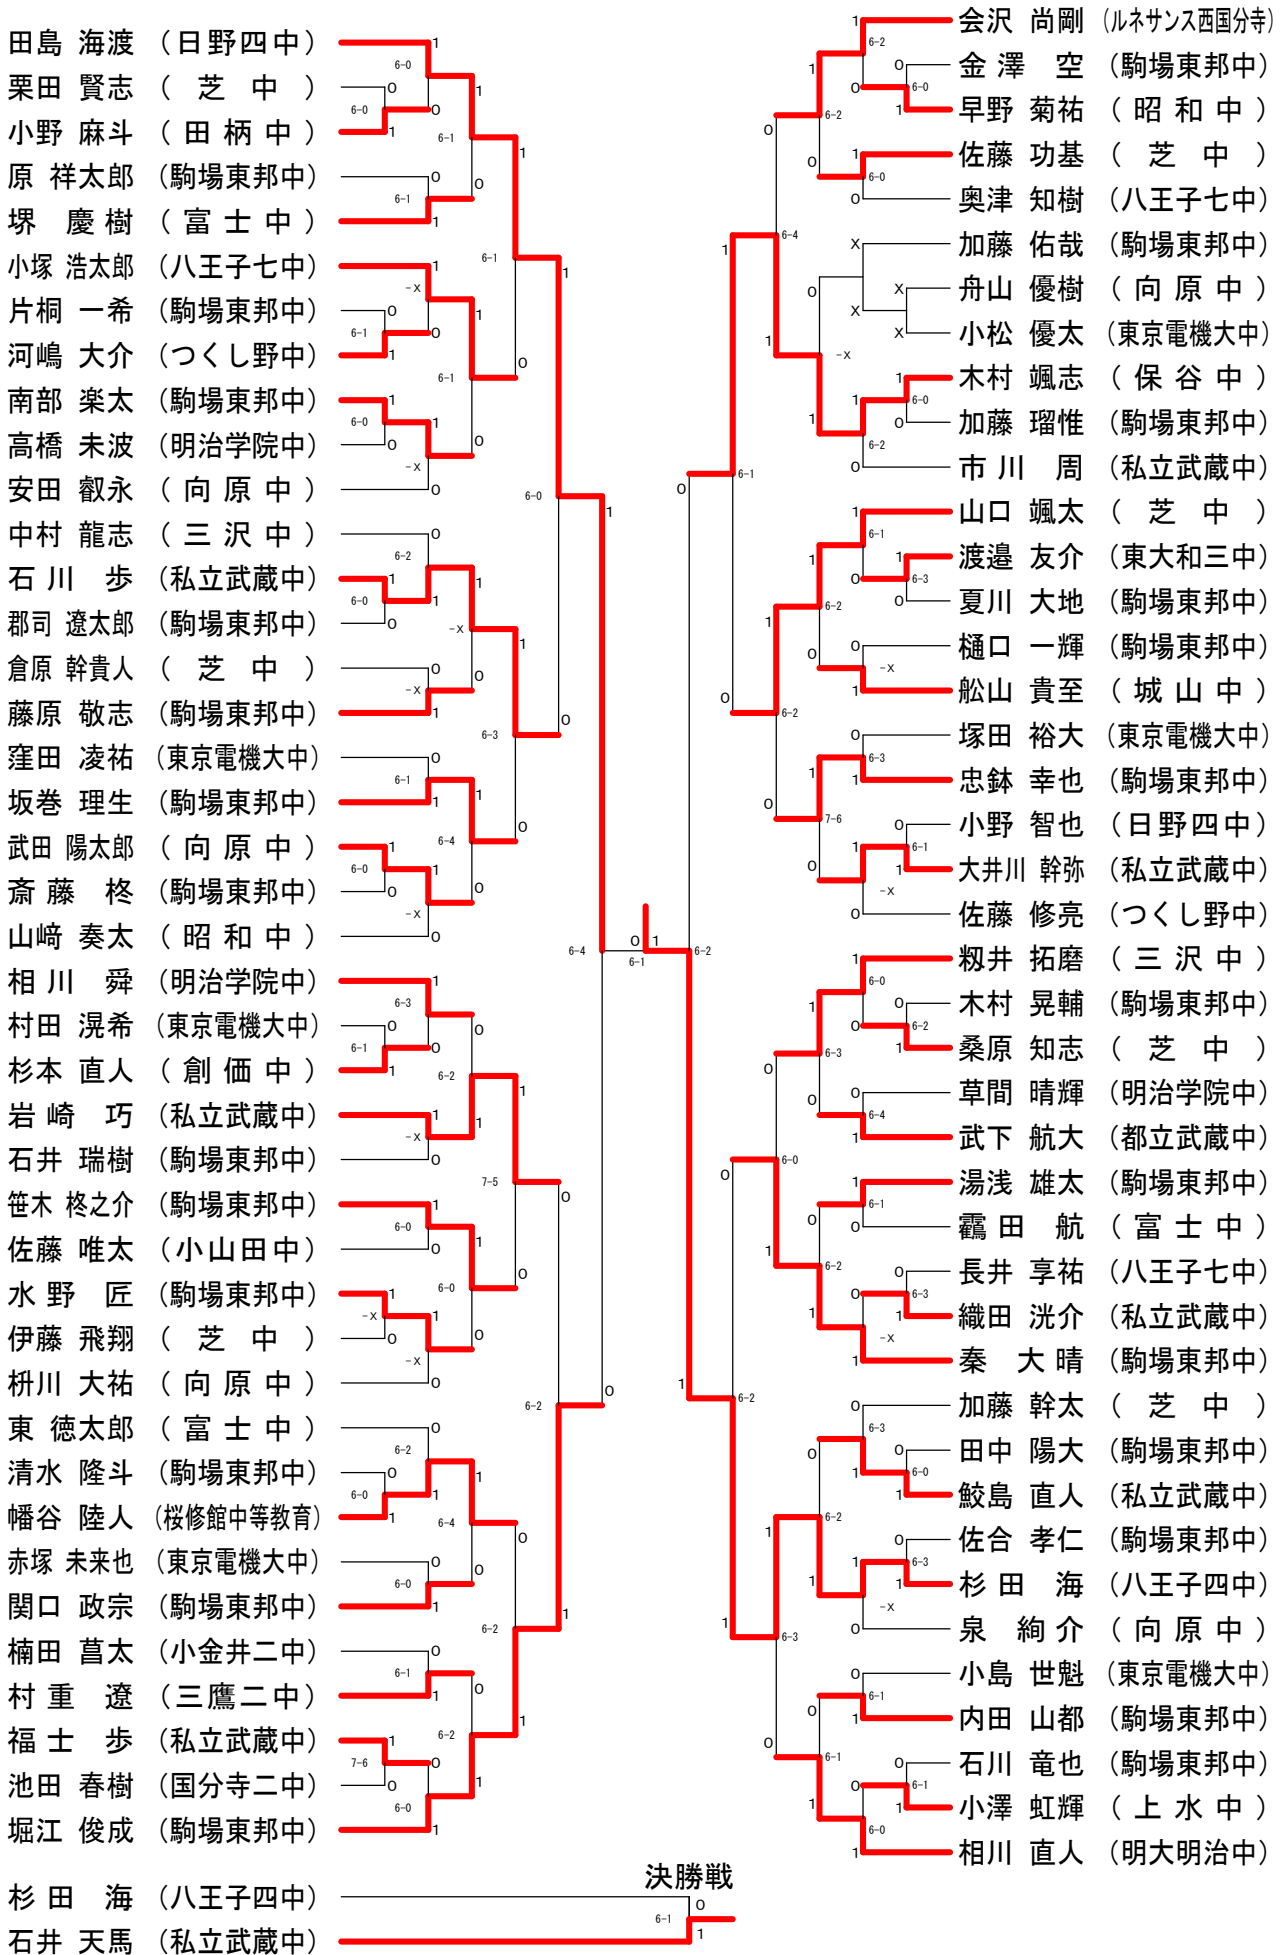 田島 海渡 (日野四中)
栗田 賢志 (芝中)
小野 麻斗 (田柄中)
原 祥太郎 (駒場東邦中)
堺 慶樹 (富士中)
小塚 浩太郎 (八王子七中)
片桐 一希 (駒場東邦中)
河嶋 大介 (つくし野中)
南部 楽太 (駒場東邦中)
高橋 未波 (明治学院中)
安田 叡永 (向原中)
中村 龍志 (三沢中)
石川 歩 (私立武蔵中)
郡司 遼太郎 (駒場東邦中)
倉原 幹貴人 (芝中)
藤原 敬志 (駒場東邦中)
窪田 凌祐 (東京電機大中)
坂巻 理生 (駒場東邦中)
武田 陽太郎 (向原中)
斎藤 柊 (駒場東邦中)
山﨑 奏太 (昭和中)
相川 舜 (明治学院中)
村田 滉希 (東京電機大中)
杉本 直人 (創価中)
岩崎 巧 (私立武蔵中)
石井 瑞樹 (駒場東邦中)
笹木 柊之介 (駒場東邦中)
佐藤 唯太 (小山田中)
水野 匠 (駒場東邦中)
伊藤 飛翔 (芝中)
枡川 大祐 (向原中)
東 徳太郎 (富士中)
清水 隆斗 (駒場東邦中)
幡谷 陸人 (桜修館中等教育)
赤塚 未来也 (東京電機大中)
関口 政宗 (駒場東邦中)
楠田 菖太 (小金井二中)
村重 遼 (三鷹二中)
福士 歩 (私立武蔵中)
池田 春樹 (国分寺二中)
堀江 俊成 (駒場東邦中)
会沢 尚剛 (ルネサンス西国分寺)
金澤 空 (駒場東邦中)
早野 菊祐 (昭和中)
佐藤 功基 (芝中)
奥津 知樹 (八王子七中)
加藤 佑哉 (駒場東邦中)
舟山 優樹 (向原中)
小松 優太 (東京電機大中)
木村 颯志 (保谷中)
加藤 瑠惟 (駒場東邦中)
市川 周 (私立武蔵中)
山口 颯太 (芝中)
渡邉 友介 (東大和三中)
夏川 大地 (駒場東邦中)
樋口 一輝 (駒場東邦中)
舩山 貴至 (城山中)
塚田 裕大 (東京電機大中)
忠鉢 幸也 (駒場東邦中)
小野 智也 (日野四中)
大井川 幹弥 (私立武蔵中)
佐藤 修亮 (つくし野中)
籾井 拓磨 (三沢中)
木村 晃輔 (駒場東邦中)
桑原 知志 (芝中)
草間 晴輝 (明治学院中)
武下 航大 (都立武蔵中)
湯浅 雄太 (駒場東邦中)
靍田 航 (富士中)
長井 享祐 (八王子七中)
織田 洸介 (私立武蔵中)
秦 大晴 (駒場東邦中)
加藤 幹太 (芝中)
田中 陽大 (駒場東邦中)
鮫島 直人 (私立武蔵中)
佐合 孝仁 (駒場東邦中)
杉田 海 (八王子四中)
泉 絢介 (向原中)
小島 世魁 (東京電機大中)
内田 山都 (駒場東邦中)
石川 竜也 (駒場東邦中)
小澤 虹輝 (上水中)
相川 直人 (明大明治中)
決勝戦
杉田 海 (八王子四中) 0
6-1
石井 天馬 (私立武蔵中) 1